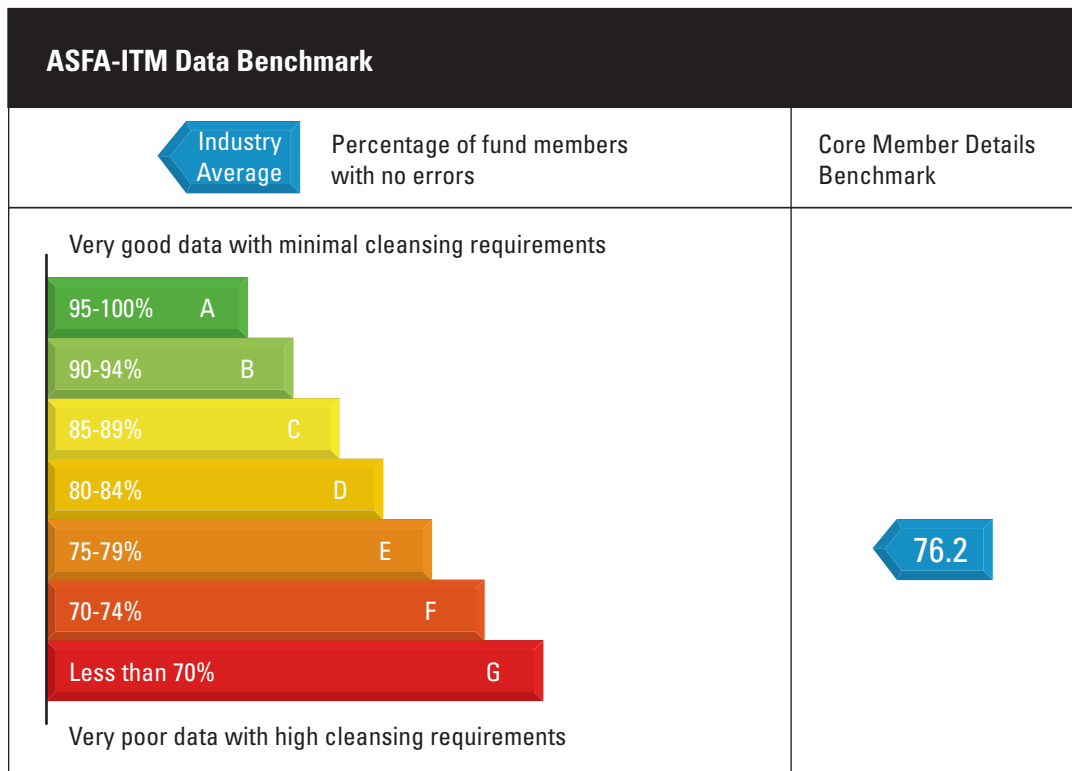 ASFA-ITM Data Benchmark
Industry
Average
Percentage of fund members
with no errors
Core Member Details
Benchmark
Very good data with minimal cleansing requirements
95-100% A
90-94% B
85-89% C
80-84% D
75-79% E
76.2
70-74% F
Less than 70% G
Very poor data with high cleansing requirements